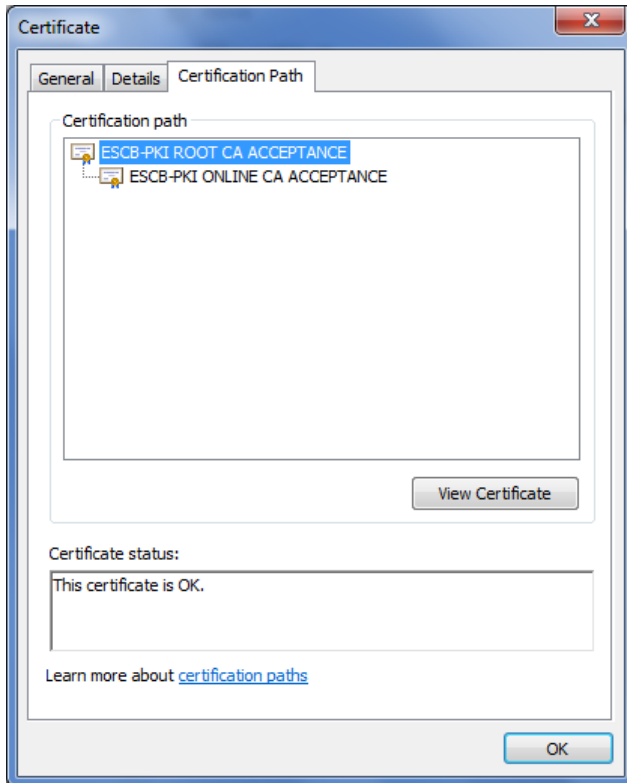 Certificate
General Details Certification Path
Certification path
ESCB-PKI ROOT CA ACCEPTANCE
ESCB-PKI ONLINE CA ACCEPTANCE
View Certificate
Certificate status:
This certificate is OK.
Learn more about certification paths
OK